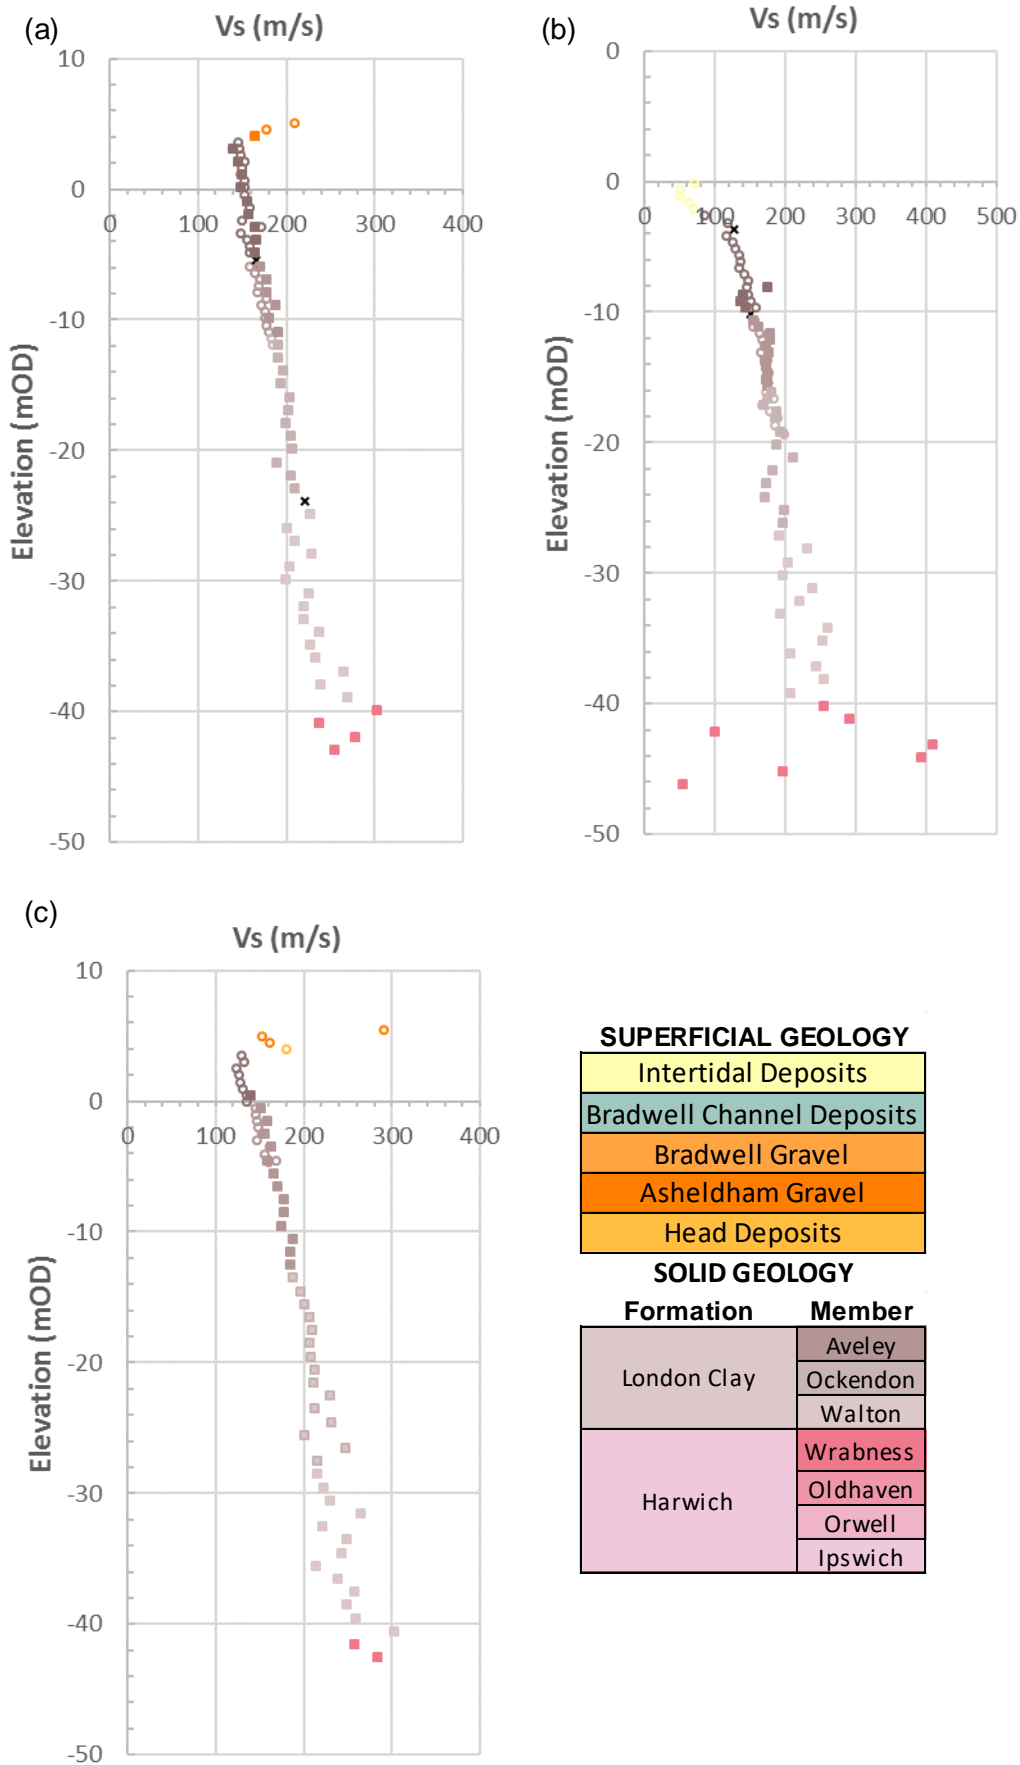 (a)
Vs (m/s)
10
0
0
100
200
300
400
-10
-20
-30
-40
-50
Elevation (mOD)
(b)
Vs (m/s)
0
0
0
100
200
300
400
500
-10
-20
-30
-40
-50
Elevation (mOD)
(c)
Vs (m/s)
10
0
0
100
200
300
400
-10
-20
-30
-40
-50
Elevation (mOD)
SUPERFICIAL GEOLOGY
Intertidal Deposits
Bradwell Channel Deposits
Bradwell Gravel
Asheldham Gravel
Head Deposits
SOLID GEOLOGY
Formation Member
London Clay
Aveley
Ockendon
Walton
Harwich
Wrabness
Oldhaven
Orwell
Ipswich